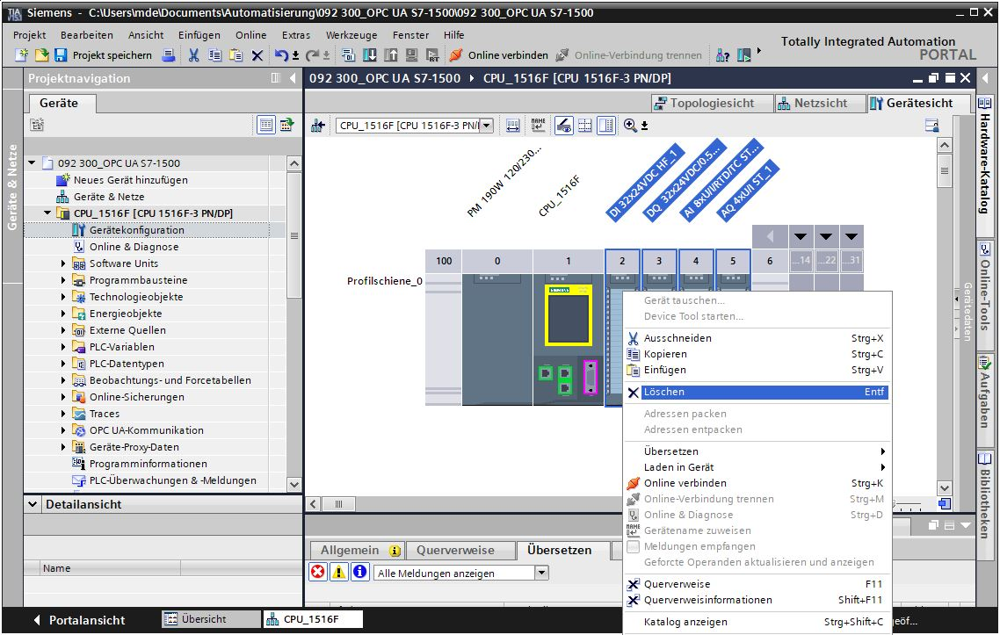 Siemens - C:\Users\mde\Documents\Automatisierung\092 300_OPC UA S7-1500\092 300_OPC UA S7-1500
Projekt Bearbeiten Ansicht Einfügen Online Extras Werkzeuge Fenster Hilfe
Totally Integrated Automation
PORTAL
Projekt speichern Online verbinden Online-Verbindung trennen
Projektnavigation
092 300_OPC UA S7-1500 CPU_1516F [CPU 1516F-3 PN/DP]
Geräte
Topologiesicht Netzsicht Gerätesicht
CPU_1516F [CPU 1516F-3 PN/
NAME
Geräte & Netze
092 300_OPC UA S7-1500
Neues Gerät hinzufügen
Geräte & Netze
CPU_1516F [CPU 1516F-3 PN/DP]
Gerätekonfiguration
Online & Diagnose
Software Units
Programmbausteine
Technologieobjekte
Energieobjekte
Externe Quellen
PLC-Variablen
PLC-Datentypen
Beobachtungs- und Forcetabellen
Online-Sicherungen
Traces
OPC UA-Kommunikation
Geräte-Proxy-Daten
Programminformationen
PLC-Überwachungen & -Meldungen
Detailansicht
Name
PM 190W 120/230...
CPU_1516F
DI 32x24VDC HF_1
DQ 32x24VDC/0.5...
AI 8xU/I/RTD/TC ST...
AQ 4xU/I ST_1
100 0 1 2 3 4 5 6 ...14 ...22 ...31
Profilschiene_0
SIEMENS
Gerät tauschen...
Device Tool starten...
Ausschneiden Strg+X
Kopieren Strg+C
Einfügen Strg+V
Löschen Entf
Adressen packen
Adressen entpacken
Übersetzen
Laden in Gerät
Online verbinden Strg+K
Online-Verbindung trennen Strg+M
Online & Diagnose Strg+D
Gerätename zuweisen
Meldungen empfangen
Geforcte Operanden aktualisieren und anzeigen
Querverweise F11
Querverweisinformationen Shift+F11
Katalog anzeigen Strg+Shift+C
Allgemein Querverweise Übersetzen
Alle Meldungen anzeigen
Gerätedaten
Hardware-Katalog
Online-Tools
Aufgaben
Bibliotheken
Portalansicht Übersicht CPU_1516F